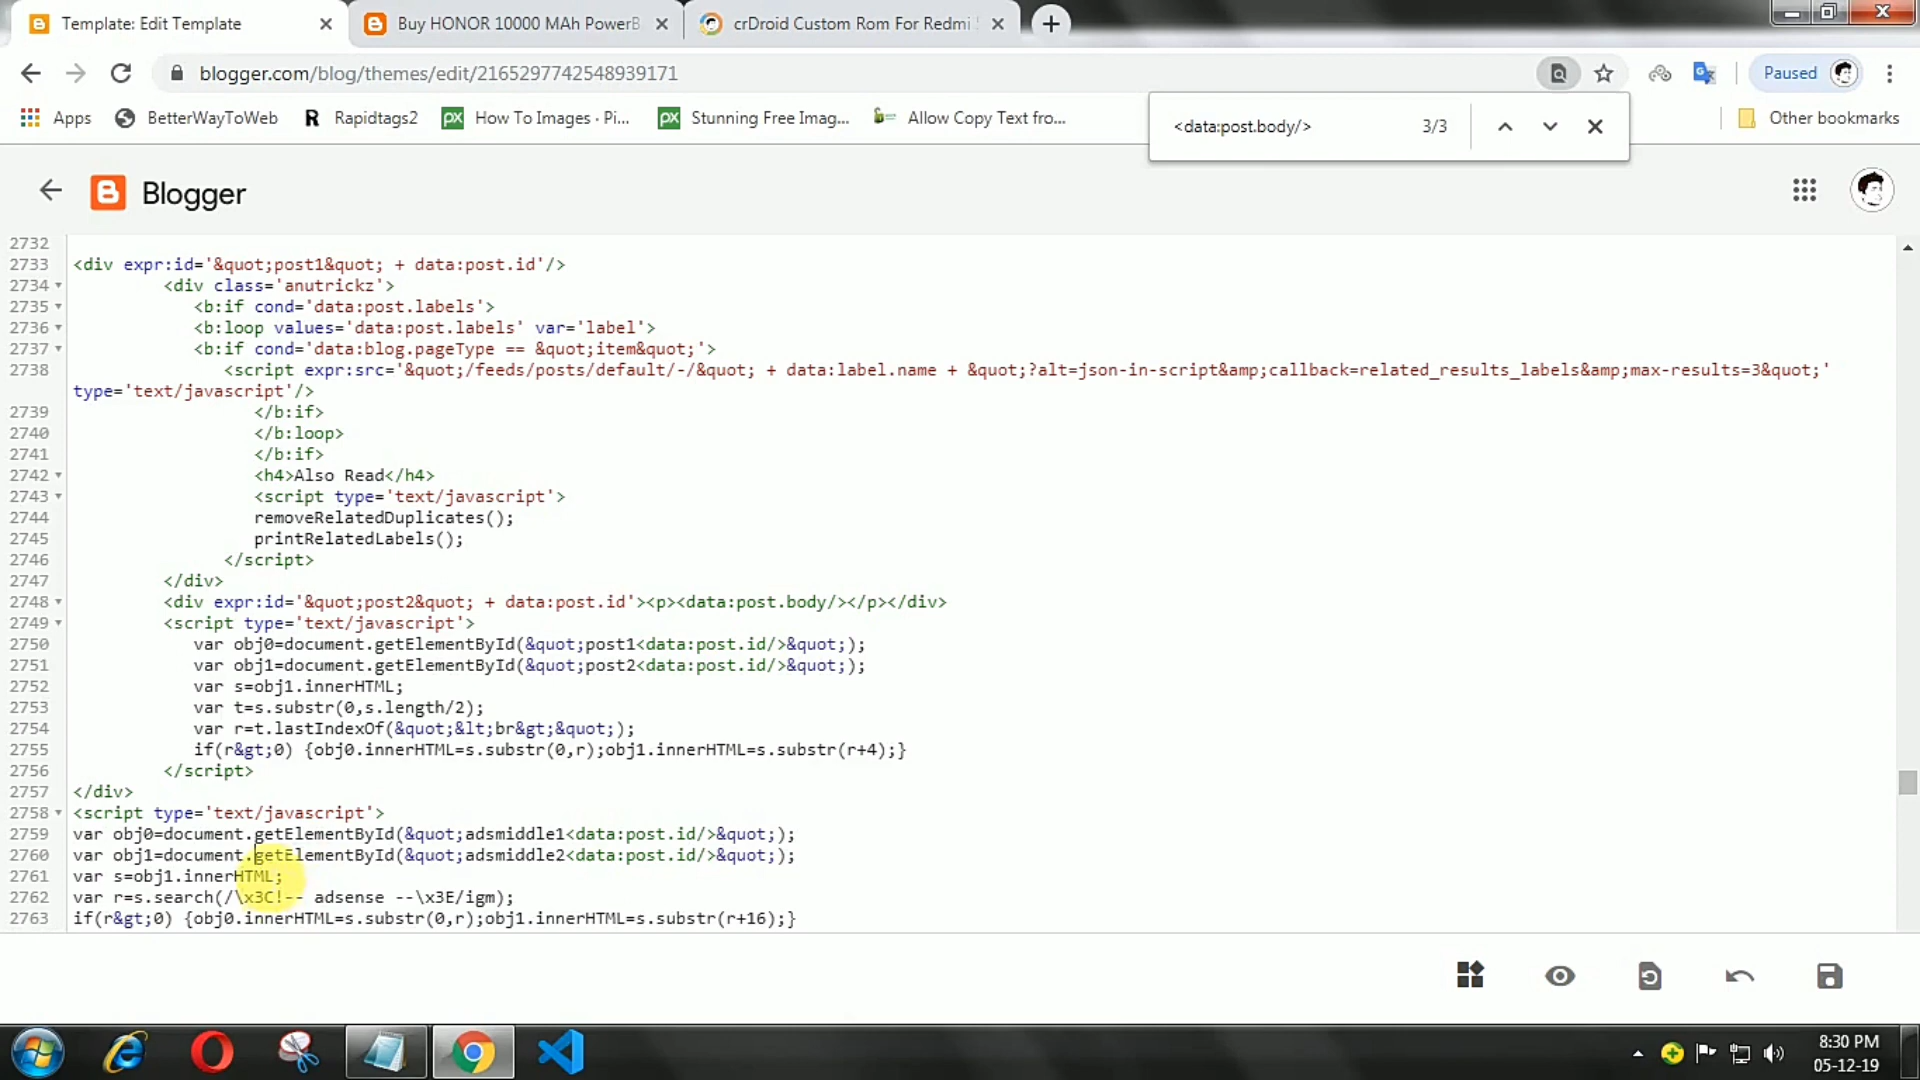 Template: Edit Template
Buy HONOR 10000 MAh PowerB
crDroid Custom Rom For Redmi
blogger.com/blog/themes/edit/2165297742548939171
Paused
Apps
BetterWayToWeb
R
Rapidtags2
px
How To Images · Pi...
px
Stunning Free Imag...
Allow Copy Text fro...
Other bookmarks
<data:post.body/>
3/3
Blogger
2732
2733 <div expr:id='&quot;post1&quot; + data:post.id'/>
2734 <div class='anutrickz'>
2735 <b:if cond='data:post.labels'>
2736 <b:loop values='data:post.labels' var='label'>
2737 <b:if cond='data:blog.pageType == &quot;item&quot;'>
2738 <script expr:src='&quot;/feeds/posts/default/-/&quot; + data:label.name + &quot;?alt=json-in-script&amp;callback=related_results_labels&amp;max-results=3&quot;'
type='text/javascript'/>
2739 </b:if>
2740 </b:loop>
2741 </b:if>
2742 <h4>Also Read</h4>
2743 <script type='text/javascript'>
2744 removeRelatedDuplicates();
2745 printRelatedLabels();
2746 </script>
2747 </div>
2748 <div expr:id='&quot;post2&quot; + data:post.id'><p><data:post.body/></p></div>
2749 <script type='text/javascript'>
2750 var obj0=document.getElementById(&quot;post1<data:post.id/>&quot;);
2751 var obj1=document.getElementById(&quot;post2<data:post.id/>&quot;);
2752 var s=obj1.innerHTML;
2753 var t=s.substr(0,s.length/2);
2754 var r=t.lastIndexOf(&quot;&lt;br&gt;&quot;);
2755 if(r&gt;0) {obj0.innerHTML=s.substr(0,r);obj1.innerHTML=s.substr(r+4);}
2756 </script>
2757 </div>
2758 <script type='text/javascript'>
2759 var obj0=document.getElementById(&quot;adsmiddle1<data:post.id/>&quot;);
2760 var obj1=document.getElementById(&quot;adsmiddle2<data:post.id/>&quot;);
2761 var s=obj1.innerHTML;
2762 var r=s.search(/\x3C!-- adsense --\x3E/igm);
2763 if(r&gt;0) {obj0.innerHTML=s.substr(0,r);obj1.innerHTML=s.substr(r+16);}
8:30 PM
05-12-19